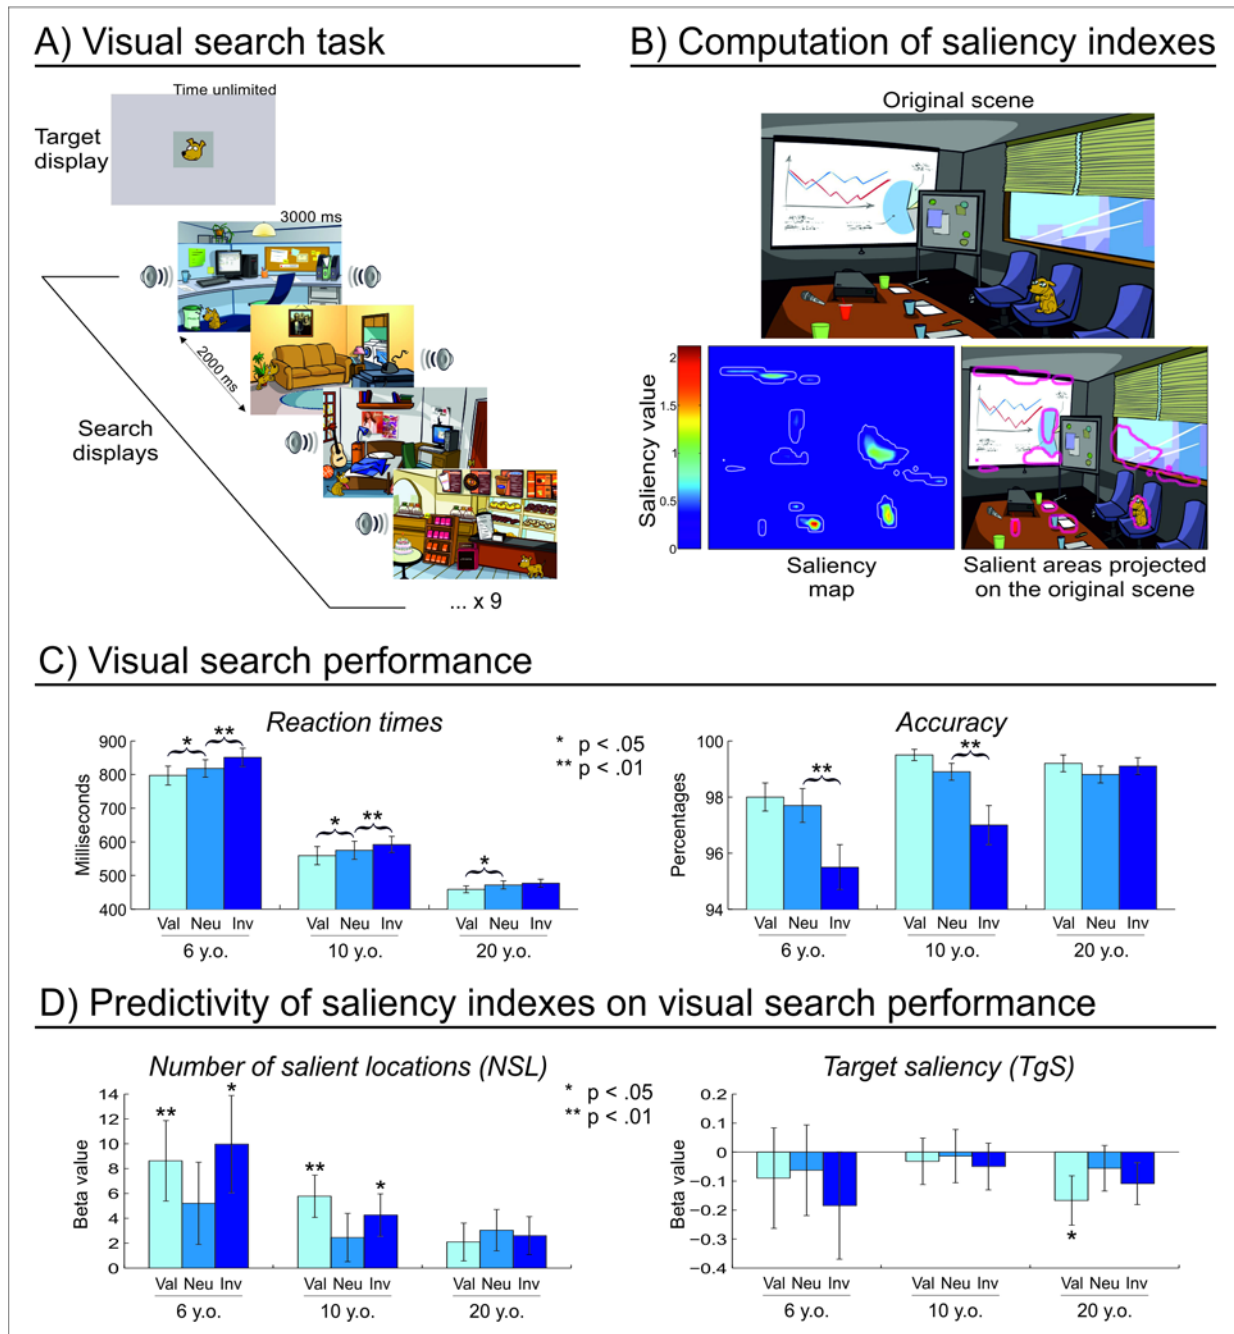 A) Visual search task
Time unlimited
Target
display
3000 ms
2000 ms
Search
displays
... x 9
B) Computation of saliency indexes
Original scene
Saliency value
2
1.5
1
0.5
0
Saliency
map
Salient areas projected
on the original scene
C) Visual search performance
Reaction times
* p < .05
** p < .01
Milliseconds
900
800
700
600
500
400
* **
* **
*
Val Neu Inv
Val Neu Inv
Val Neu Inv
6 y.o.
10 y.o.
20 y.o.
Accuracy
Percentages
100
98
96
94
**
**
Val Neu Inv
Val Neu Inv
Val Neu Inv
6 y.o.
10 y.o.
20 y.o.
D) Predictivity of saliency indexes on visual search performance
Number of salient locations (NSL)
* p < .05
** p < .01
Beta value
14
12
10
8
6
4
2
0
** *
** *
Val Neu Inv
Val Neu Inv
Val Neu Inv
6 y.o.
10 y.o.
20 y.o.
Target saliency (TgS)
Beta value
0.2
0.1
0
−0.1
−0.2
−0.3
−0.4
*
Val Neu Inv
Val Neu Inv
Val Neu Inv
6 y.o.
10 y.o.
20 y.o.